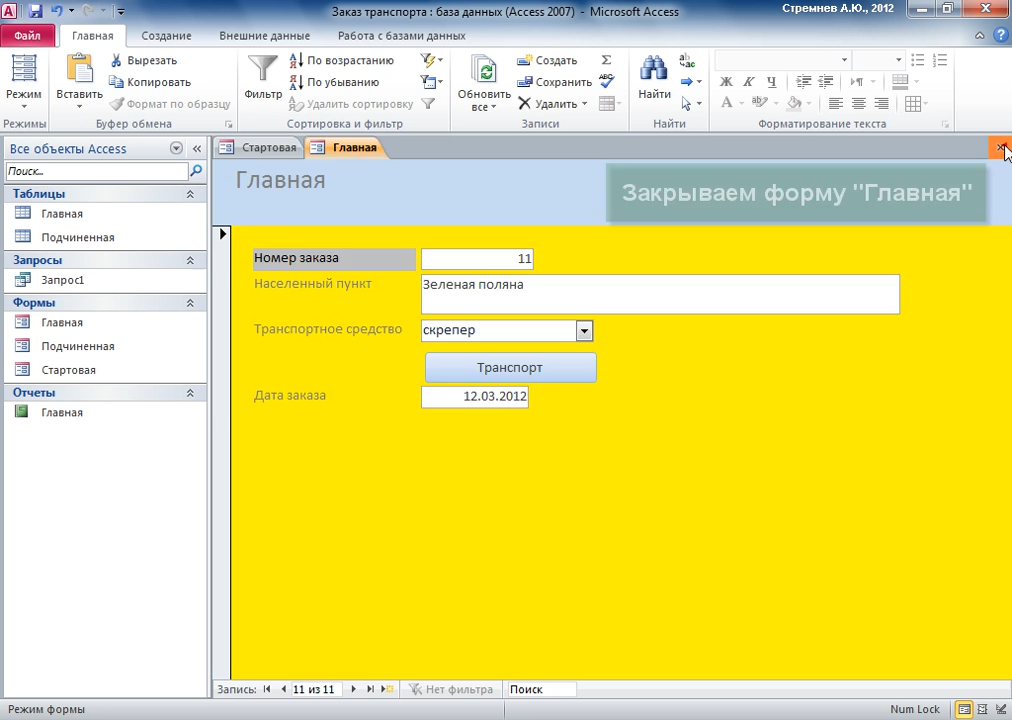 Заказ транспорта : база данных (Access 2007) - Microsoft Access
Стремнев А.Ю., 2012
Файл Главная Создание Внешние данные Работа с базами данных
Режим
Режимы
Вставить
Вырезать
Копировать
Формат по образцу
Буфер обмена
Фильтр
По возрастанию
По убыванию
Удалить сортировку
Сортировка и фильтр
Обновить
все
Создать
Сохранить
Удалить
Записи
Найти
Найти
Ж К Ч
А
Форматирование текста
Все объекты Access
Поиск...
Таблицы
Главная
Подчиненная
Запросы
Запрос1
Формы
Главная
Подчиненная
Стартовая
Отчеты
Главная
Стартовая Главная
Главная
Закрываем форму "Главная"
Номер заказа 11
Населенный пункт Зеленая поляна
Транспортное средство скрепер
Транспорт
Дата заказа 12.03.2012
Запись: 11 из 11 Нет фильтра Поиск
Режим формы Num Lock